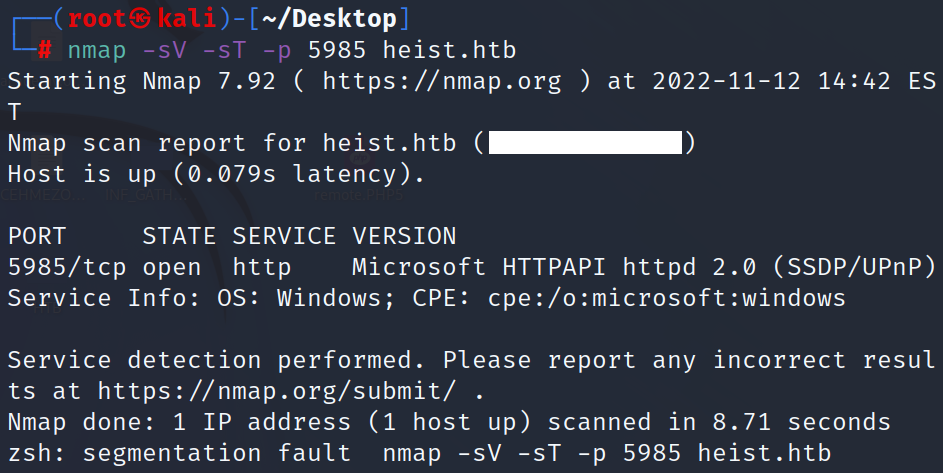 ┌──(root㉿kali)-[~/Desktop]
└─# nmap -sV -sT -p 5985 heist.htb
Starting Nmap 7.92 ( https://nmap.org ) at 2022-11-12 14:42 ES
T
Nmap scan report for heist.htb ( )
Host is up (0.079s latency).
PORT     STATE SERVICE VERSION
5985/tcp open  http    Microsoft HTTPAPI httpd 2.0 (SSDP/UPnP)
Service Info: OS: Windows; CPE: cpe:/o:microsoft:windows
Service detection performed. Please report any incorrect resul
ts at https://nmap.org/submit/ .
Nmap done: 1 IP address (1 host up) scanned in 8.71 seconds
zsh: segmentation fault  nmap -sV -sT -p 5985 heist.htb